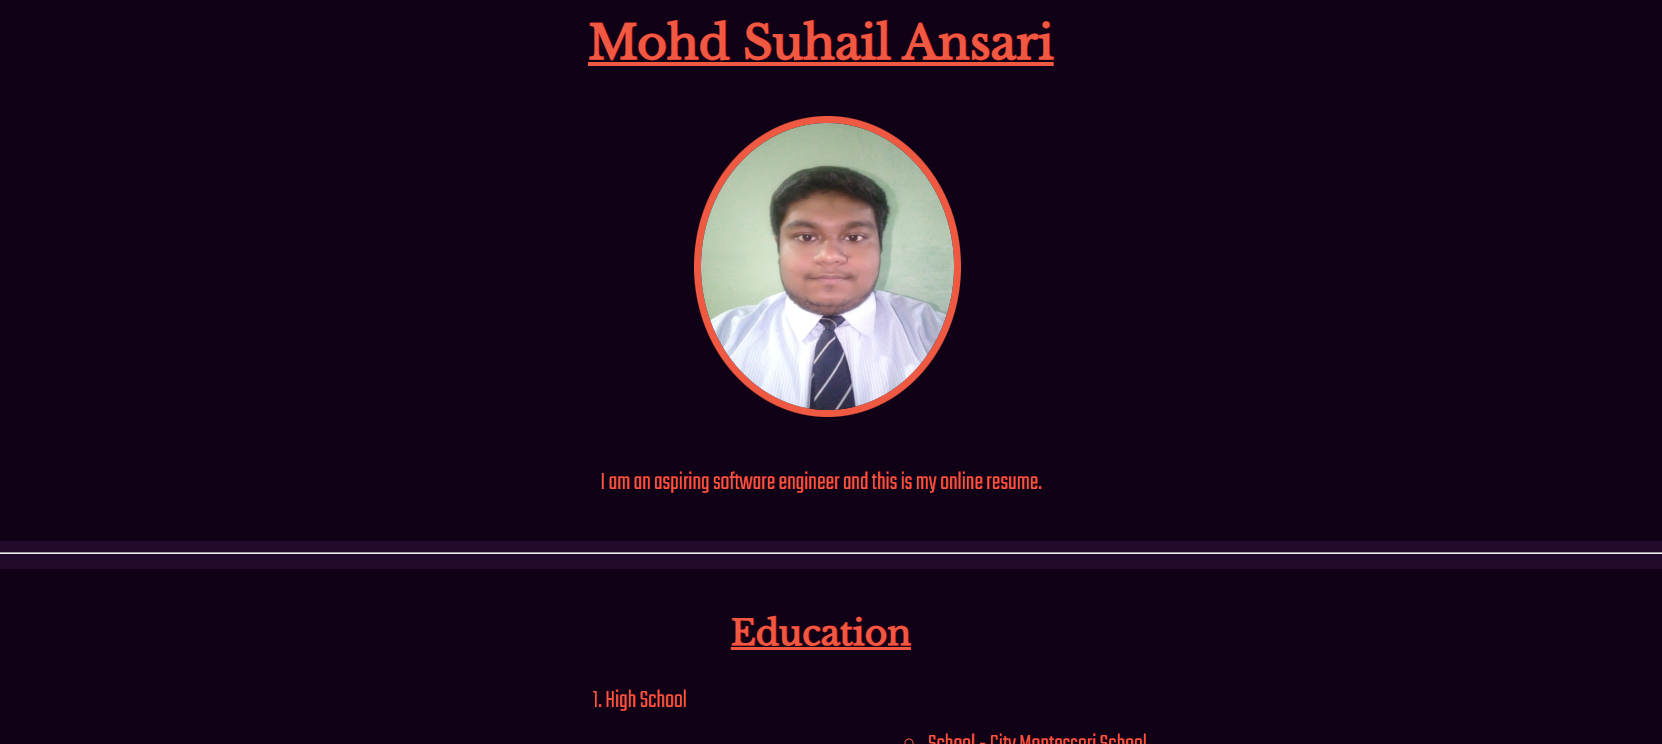 Mohd Suhail Ansari
I am an aspiring software engineer and this is my online resume.
Education
1. High School
School - City Montessori School